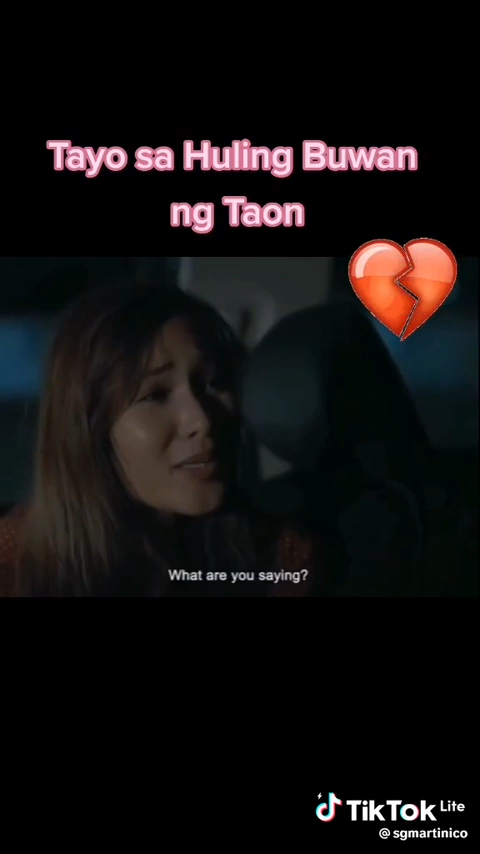 Tayo sa Huling Buwan
ng Taon
What are you saying?
TikTok Lite
@sgmartinico